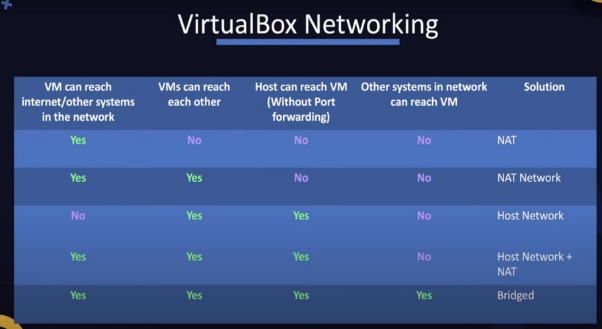 VirtualBox Networking
VM can reach
internet/other systems
in the network
VMs can reach
each other
Host can reach VM
(Without Port
forwarding)
Other systems in network
can reach VM
Solution
Yes No No No NAT
Yes Yes No No NAT Network
No Yes Yes No Host Network
Yes Yes Yes No Host Network +
NAT
Yes Yes Yes Yes Bridged